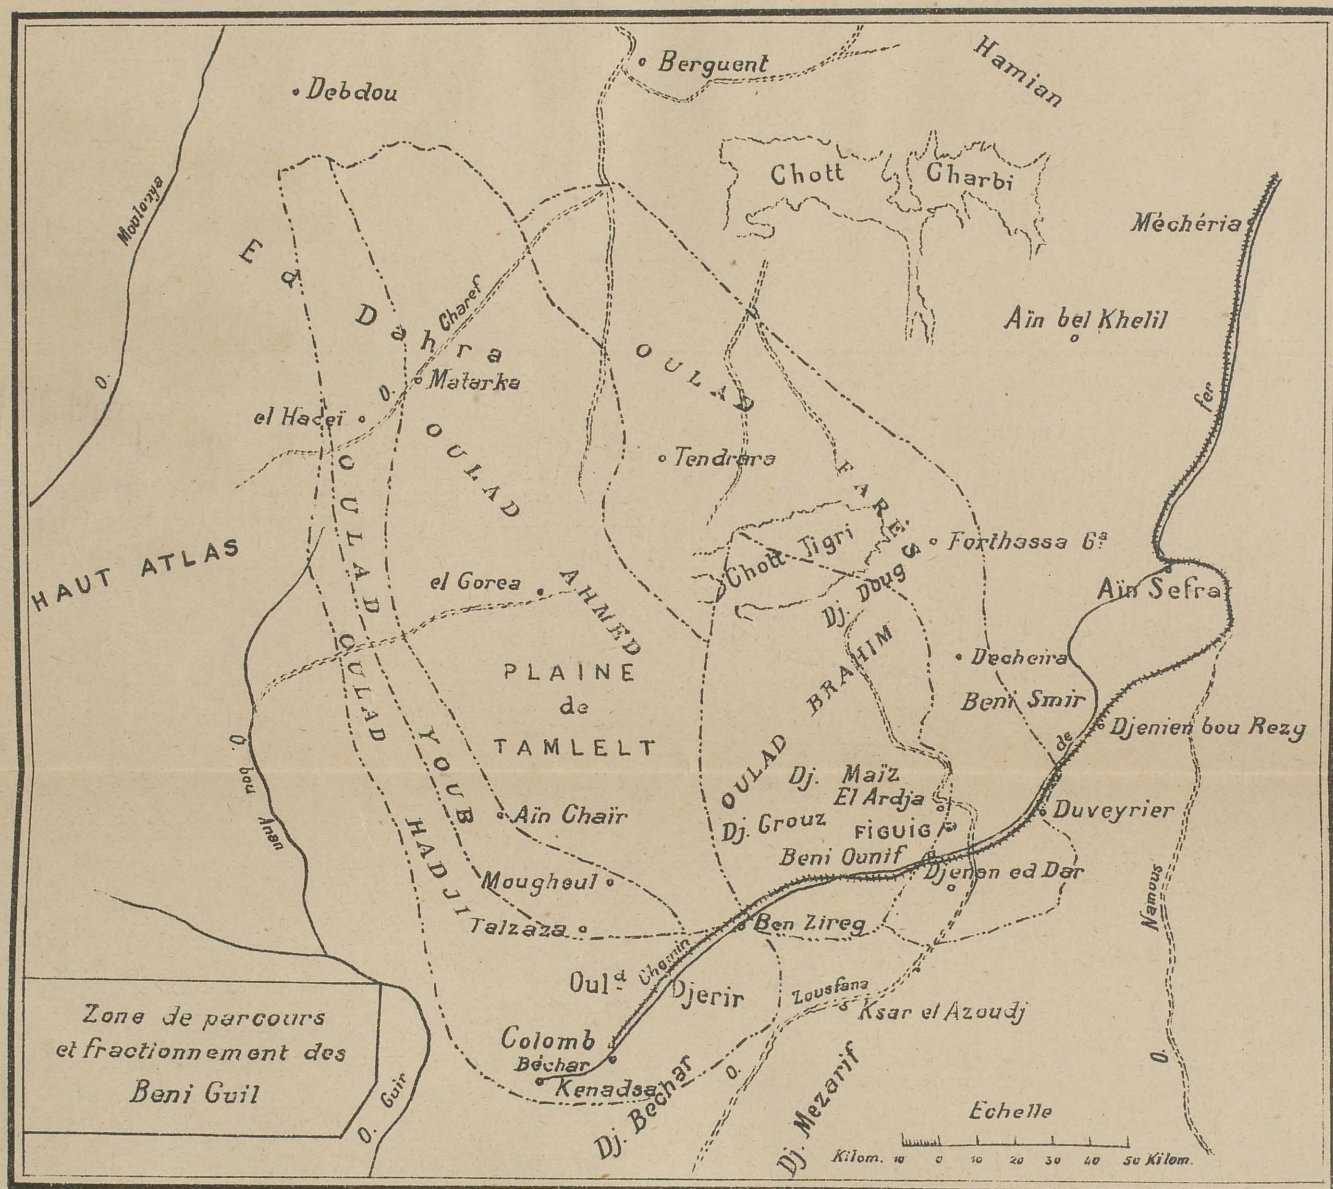 Berguent
Hamian
Debdou
Chott Gharbi
Moulouya
Méchéria
Ed Dahra
O. Charef
Aïn bel Khelil
O.
Matarka
OULAD FARES
fer
el Haceï
OULAD AHMED
Tendrara
HAUT ATLAS
OULAD YOUB
Chott Tigri
Forthassa Gª
el Gorea
Dj. Doug
Aïn Sefra
OULAD HADJI
PLAINE
de
TAMLELT
OULAD BRAHIM
Decheira
Beni Smir
de
Djenien bou Rezg
O. bou Anan
Dj. Maïz
El Ardja
Aïn Chaïr
Dj. Grouz
FIGUIG
Duveyrier
Beni Ounif
Djenan ed Dar
Mougheul
Talzaza
Ben Zireg
O. Namous
Chemin
Oulᵈ Djerir
O. Zousfana
Ksar el Azoudj
Zone de parcours
et fractionnement des
Beni Guil
Colomb
Béchar
Kenadsa
O. Guir
Dj. Bechar
Dj. Mezarif
Echelle
Kilom. 10 0 10 20 30 40 50 Kilom.